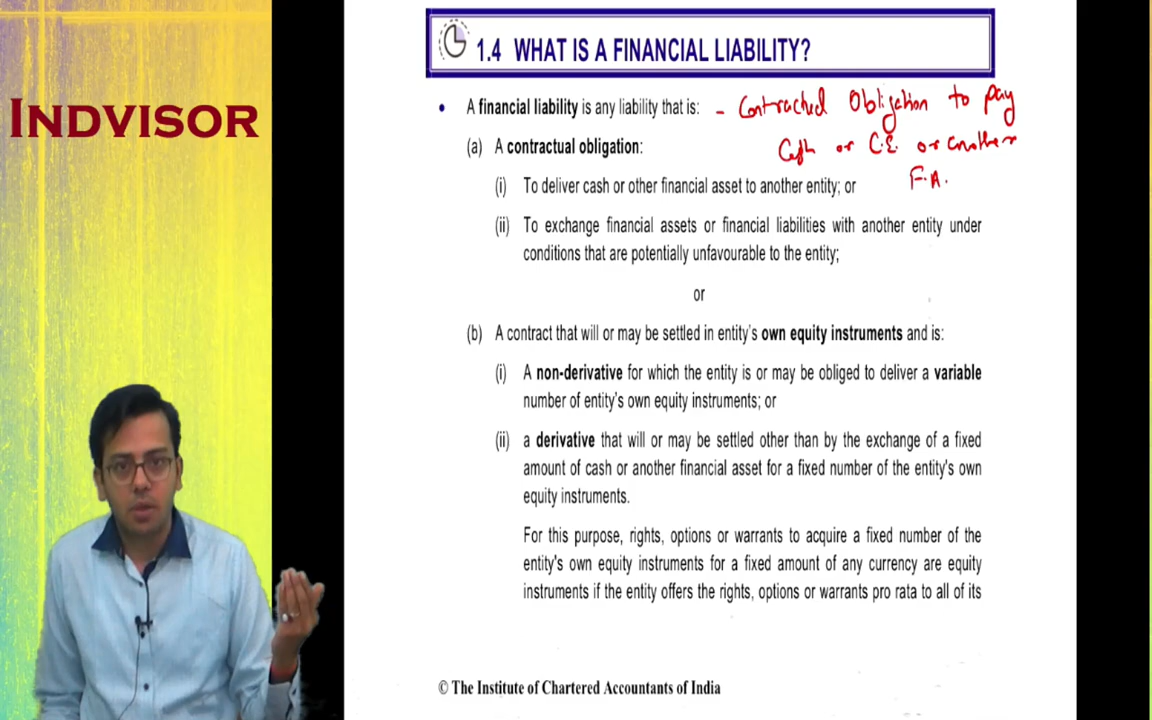 INDVISOR
1.4 WHAT IS A FINANCIAL LIABILITY?
• A financial liability is any liability that is: - Contracted Obligation to pay
Cash or C.E. or another
F.A.
(a) A contractual obligation:
(i) To deliver cash or other financial asset to another entity; or
(ii) To exchange financial assets or financial liabilities with another entity under
conditions that are potentially unfavourable to the entity;
or
(b) A contract that will or may be settled in entity's own equity instruments and is:
(i) A non-derivative for which the entity is or may be obliged to deliver a variable
number of entity's own equity instruments; or
(ii) a derivative that will or may be settled other than by the exchange of a fixed
amount of cash or another financial asset for a fixed number of the entity's own
equity instruments.
For this purpose, rights, options or warrants to acquire a fixed number of the
entity's own equity instruments for a fixed amount of any currency are equity
instruments if the entity offers the rights, options or warrants pro rata to all of its
© The Institute of Chartered Accountants of India